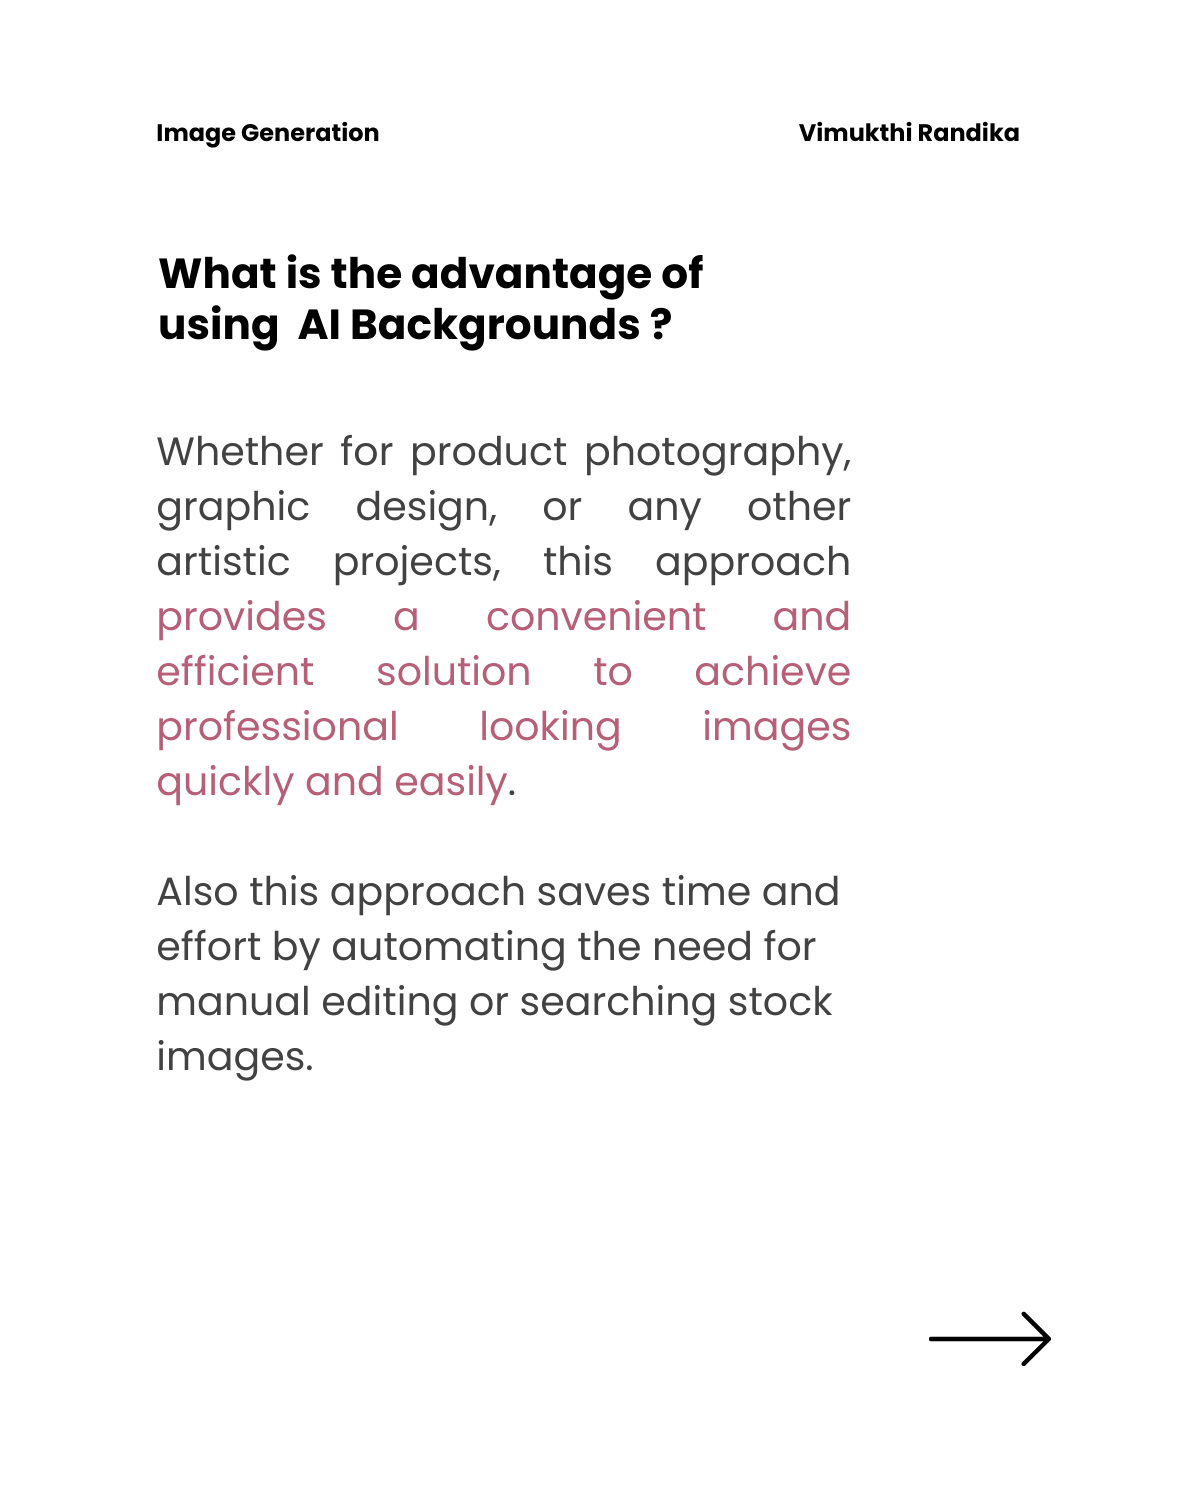 Image Generation
Vimukthi Randika
What is the advantage of
using  AI Backgrounds ?
Whether for product photography,
graphic design, or any other
artistic projects, this approach
provides a convenient and
efficient solution to achieve
professional looking images
quickly and easily.
Also this approach saves time and
effort by automating the need for
manual editing or searching stock
images.